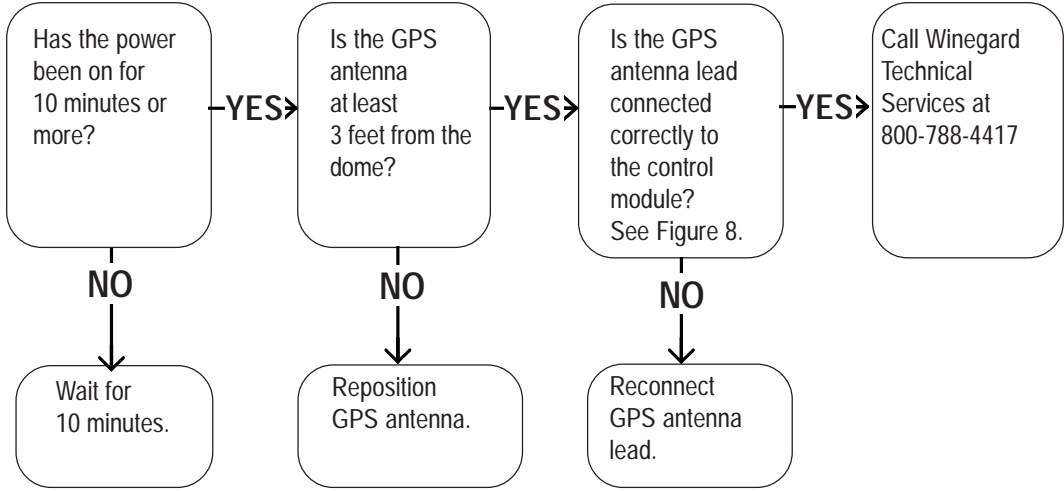 Has the power
been on for
10 minutes or
more?
YES
Is the GPS
antenna
at least
3 feet from the
dome?
YES
Is the GPS
antenna lead
connected
correctly to
the control
module?
See Figure 8.
YES
Call Winegard
Technical
Services at
800-788-4417
NO
NO
NO
Wait for
10 minutes.
Reposition
GPS antenna.
Reconnect
GPS antenna
lead.